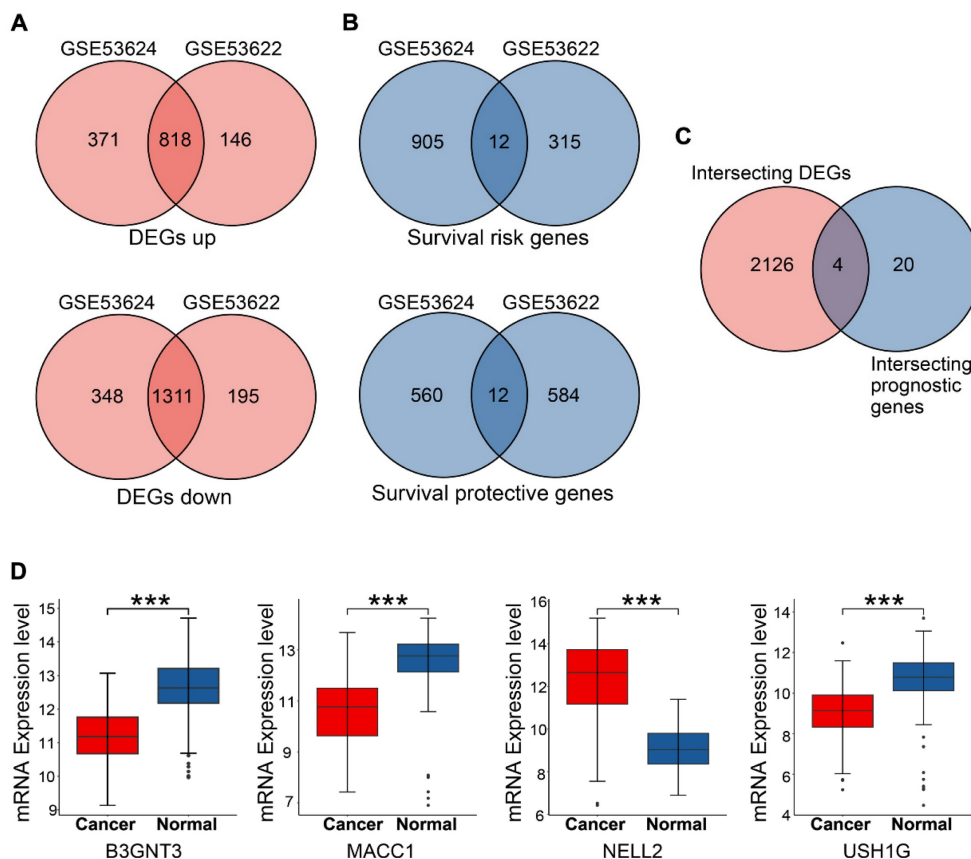 A
GSE53624 GSE53622
371 818 146
DEGs up
GSE53624 GSE53622
348 1311 195
DEGs down
B
GSE53624 GSE53622
905 12 315
Survival risk genes
GSE53624 GSE53622
560 12 584
Survival protective genes
C
Intersecting DEGs
2126 4 20
Intersecting
prognostic
genes
D
mRNA Expression level
15
14
13
12
11
10
9
***
Cancer Normal
B3GNT3
mRNA Expression level
13
11
9
7
***
Cancer Normal
MACC1
mRNA Expression level
16
14
12
10
8
6
***
Cancer Normal
NELL2
mRNA Expression level
14
12
10
8
6
4
***
Cancer Normal
USH1G